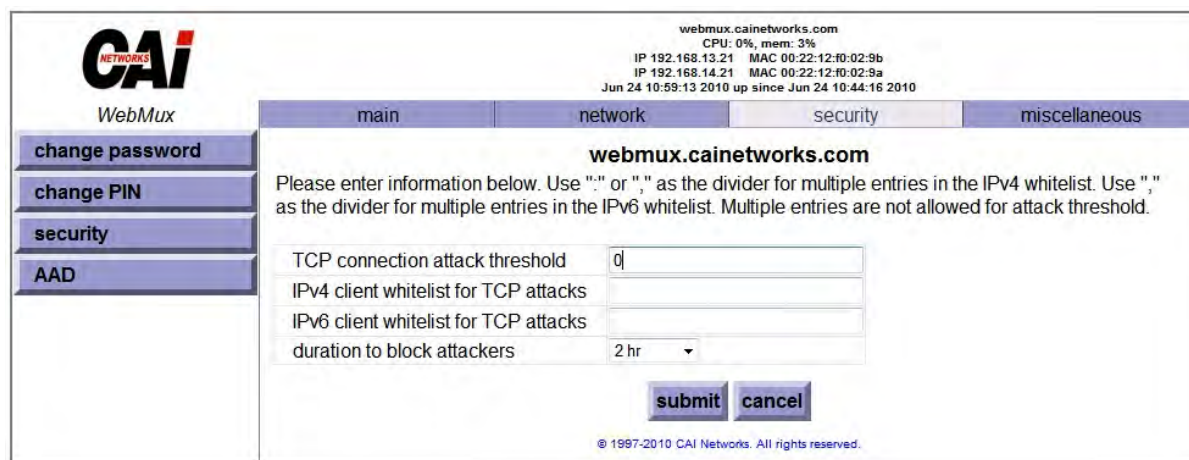 CAi
NETWORKS
WebMux
webmux.cainetworks.com
CPU: 0%, mem: 3%
IP 192.168.13.21 MAC 00:22:12:f0:02:9b
IP 192.168.14.21 MAC 00:22:12:f0:02:9a
Jun 24 10:59:13 2010 up since Jun 24 10:44:16 2010
main network security miscellaneous
change password
change PIN
security
AAD
webmux.cainetworks.com
Please enter information below. Use ":" or "," as the divider for multiple entries in the IPv4 whitelist. Use ","
as the divider for multiple entries in the IPv6 whitelist. Multiple entries are not allowed for attack threshold.
TCP connection attack threshold 0
IPv4 client whitelist for TCP attacks
IPv6 client whitelist for TCP attacks
duration to block attackers 2 hr
submit cancel
© 1997-2010 CAI Networks. All rights reserved.